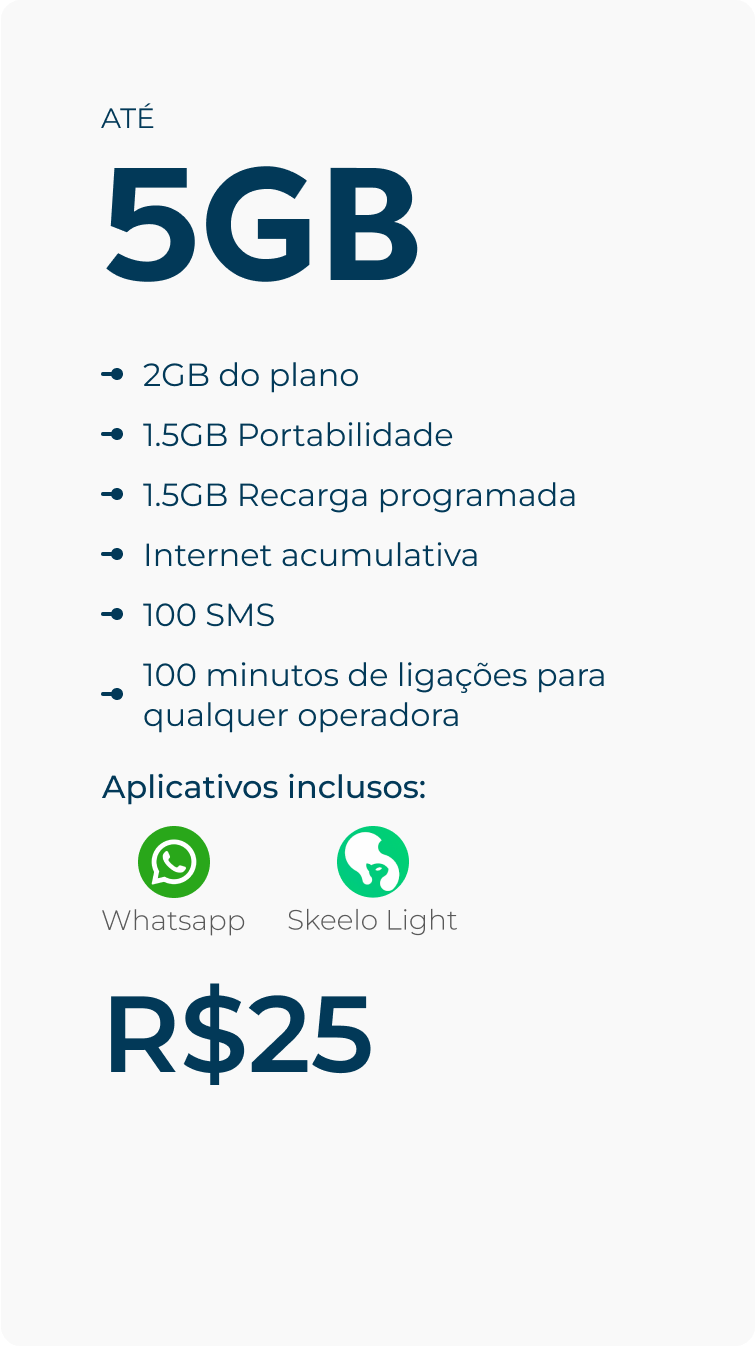 ATÉ
5GB
2GB do plano
1.5GB Portabilidade
1.5GB Recarga programada
Internet acumulativa
100 SMS
100 minutos de ligações para
qualquer operadora
Aplicativos inclusos:
Whatsapp Skeelo Light
R$25